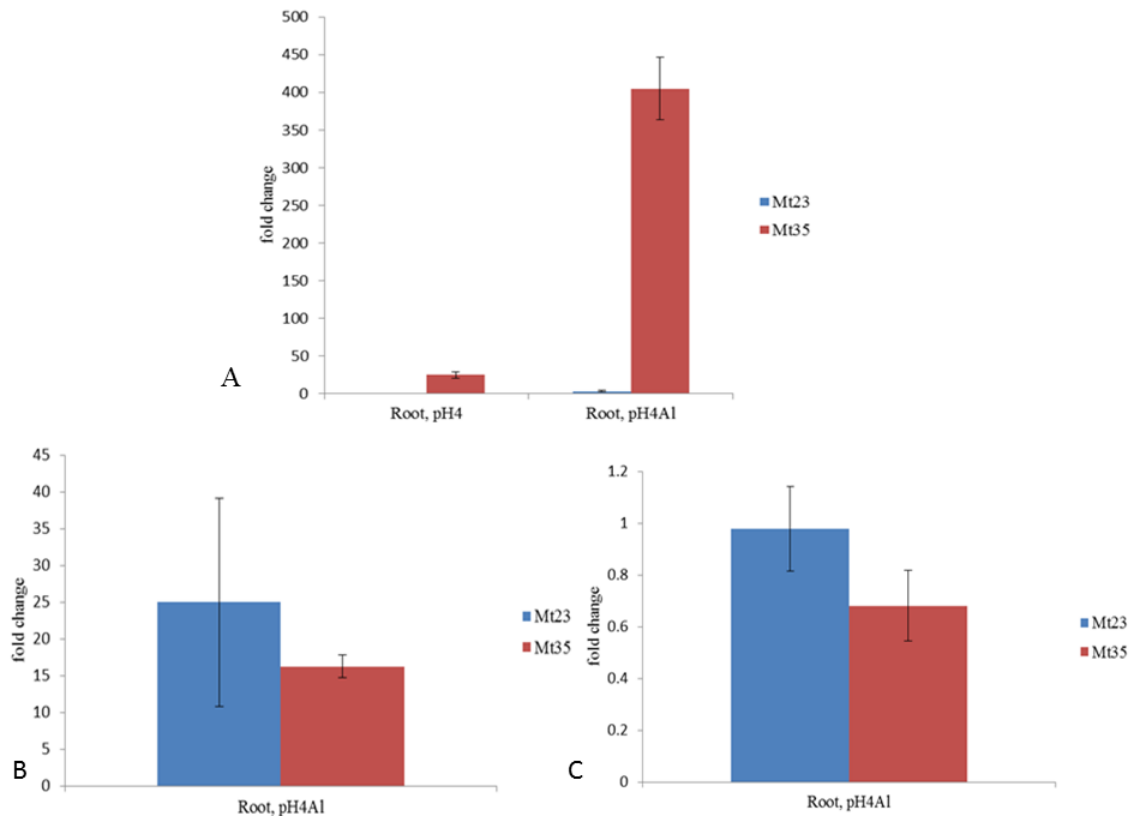 500
450
400
350
300
250
200
150
100
50
0
fold change
Root, pH4
Root, pH4Al
Mt23
Mt35
A
45
40
35
30
25
20
15
10
5
0
fold change
Root, pH4Al
Mt23
Mt35
B
1.2
1
0.8
0.6
0.4
0.2
0
fold change
Root, pH4Al
Mt23
Mt35
C